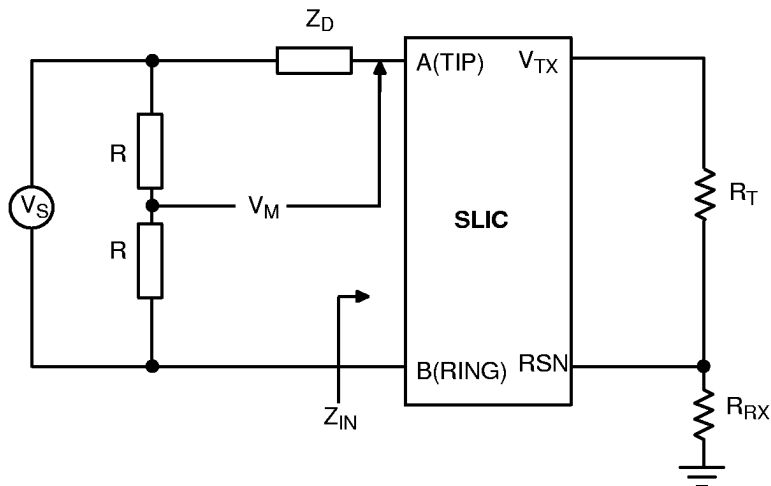 Z_D
A(TIP)
V_TX
R
V_S
V_M
R_T
SLIC
R
B(RING)
RSN
Z_IN
R_RX